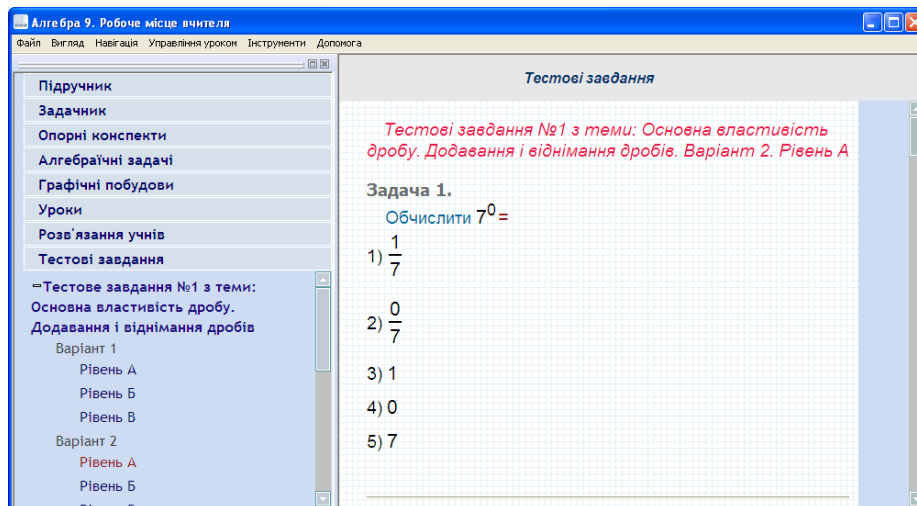 Алгебра 9. Робоче місце вчителя
Файл Вигляд Навігація Управління уроком Інструменти Допомога
Підручник
Задачник
Опорні конспекти
Алгебраїчні задачі
Графічні побудови
Уроки
Розв'язання учнів
Тестові завдання
Тестове завдання №1 з теми:
Основна властивість дробу.
Додавання і віднімання дробів
Варіант 1
Рівень А
Рівень Б
Рівень В
Варіант 2
Рівень А
Рівень Б
Тестові завдання
Тестові завдання №1 з теми: Основна властивість
дробу. Додавання і віднімання дробів. Варіант 2. Рівень А
Задача 1.
Обчислити 7⁰=
1) 1/7
2) 0/7
3) 1
4) 0
5) 7